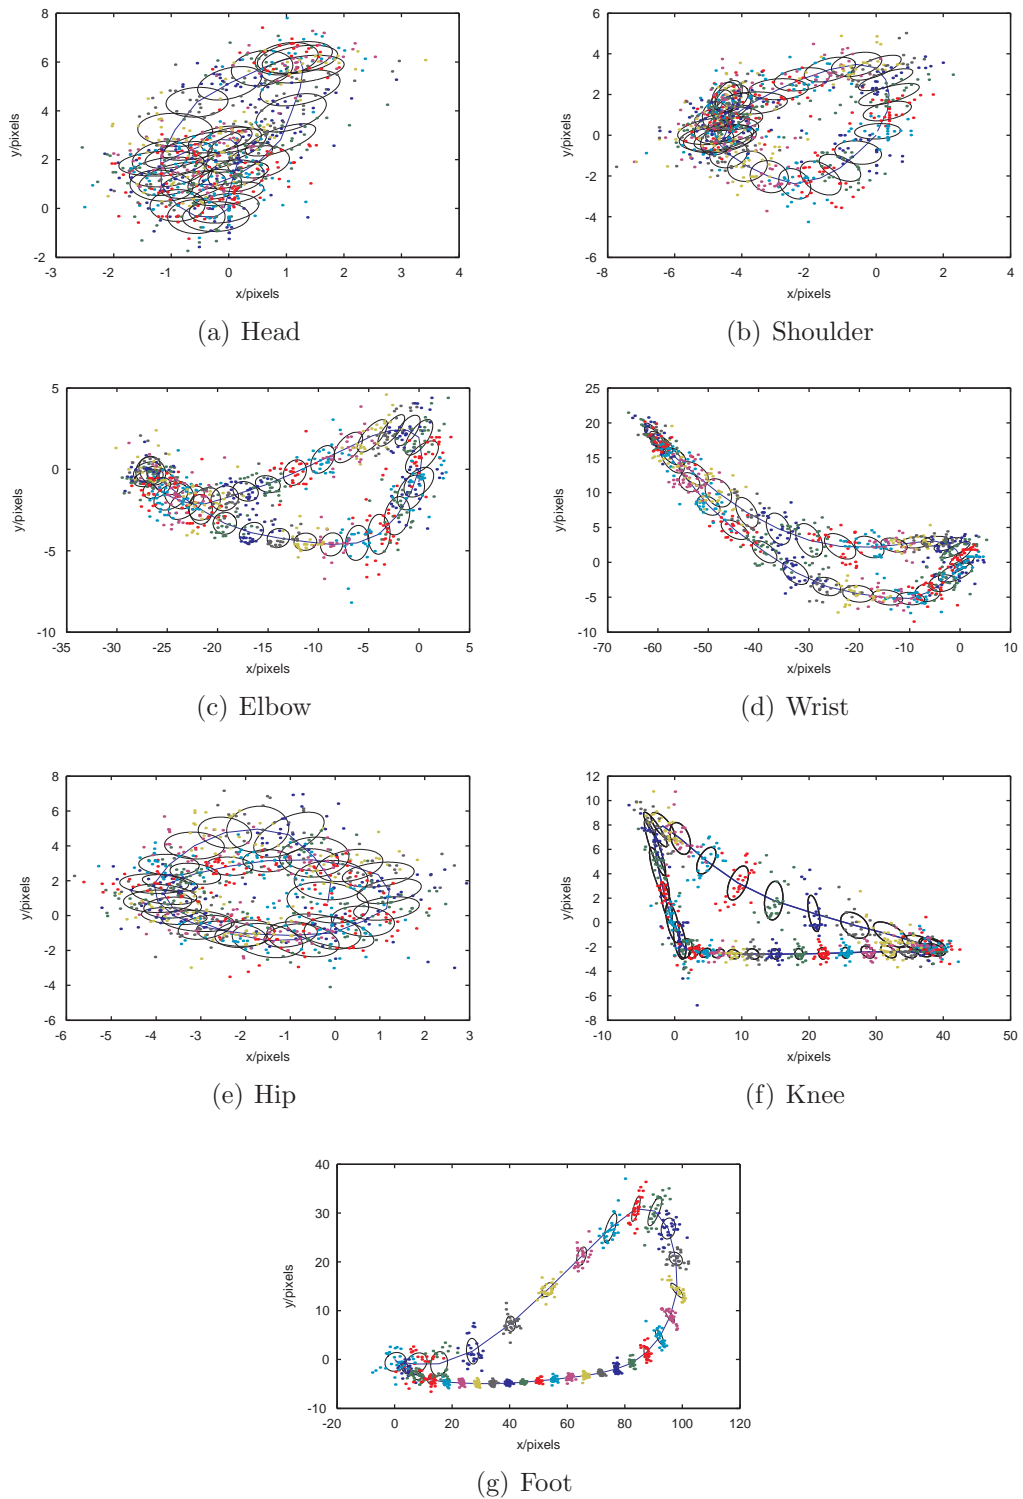 8
6
4
2
0
-2
-3 -2 -1 0 1 2 3 4
y/pixels
x/pixels
(a) Head
6
4
2
0
-2
-4
-6
-8 -6 -4 -2 0 2 4
y/pixels
x/pixels
(b) Shoulder
5
0
-5
-10
-35 -30 -25 -20 -15 -10 -5 0 5
y/pixels
x/pixels
(c) Elbow
25
20
15
10
5
0
-5
-10
-70 -60 -50 -40 -30 -20 -10 0 10
y/pixels
x/pixels
(d) Wrist
8
6
4
2
0
-2
-4
-6
-6 -5 -4 -3 -2 -1 0 1 2 3
y/pixels
x/pixels
(e) Hip
12
10
8
6
4
2
0
-2
-4
-6
-8
-10 0 10 20 30 40 50
y/pixels
x/pixels
(f) Knee
40
30
20
10
0
-10
-20 0 20 40 60 80 100 120
y/pixels
x/pixels
(g) Foot